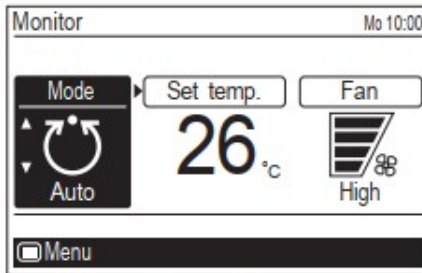 Monitor Mo 10:00
Mode Set temp. Fan
26 °C
Auto High
Menu